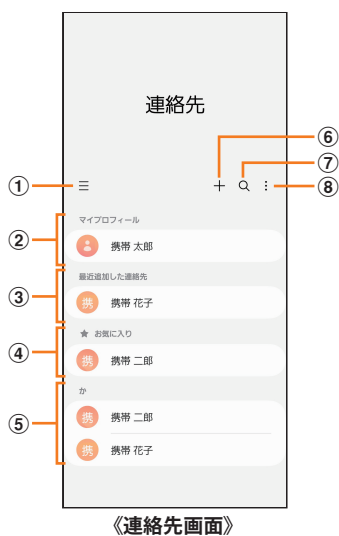 連絡先
⑥
⑦
① ⑧
マイプロフィール
②
携帯 太郎
最近追加した連絡先
③
携 携帯 花子
★ お気に入り
④
携 携帯 二郎
か
携 携帯 二郎
⑤
携 携帯 花子
《連絡先画面》